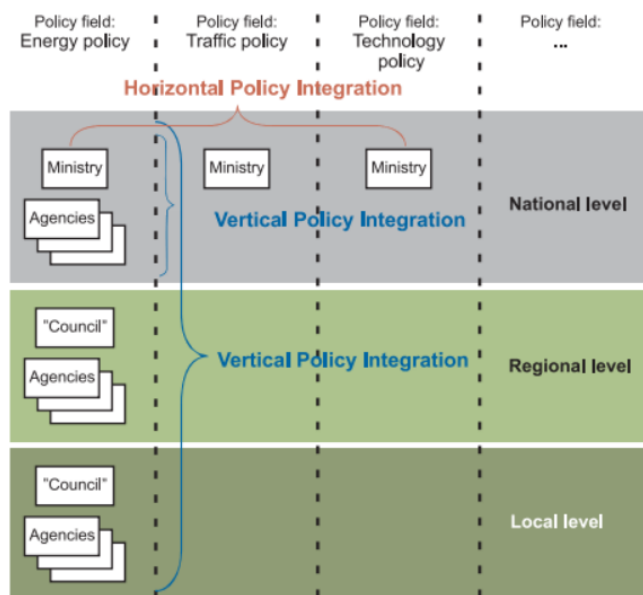 Policy field:
Energy policy
Policy field:
Traffic policy
Policy field:
Technology
policy
Policy field:
...
Horizontal Policy Integration
Ministry
Ministry
Ministry
Agencies
Vertical Policy Integration
National level
"Council"
Agencies
Vertical Policy Integration
Regional level
"Council"
Agencies
Local level